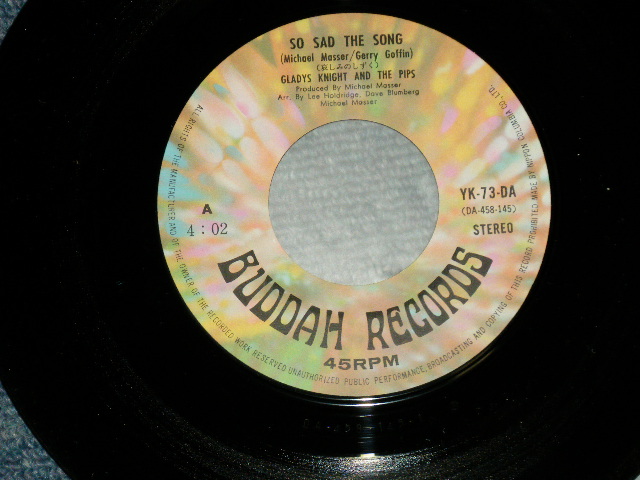 SO SAD THE SONG
(Michael Masser/Gerry Goffin)
(哀しみのしずく)
GLADYS KNIGHT AND THE PIPS
Produced By Michael Masser
Arr. By Lee Holdridge, Dave Blumberg
Michael Masser
A
4:02
YK-73-DA
(DA-458-145)
STEREO
BUDDAH RECORDS
45RPM
ALL RIGHTS OF THE MANUFACTURER AND OF THE OWNER OF THE RECORDED WORK RESERVED UNAUTHORIZED PUBLIC PERFORMANCE, BROADCASTING AND COPYING OF THIS RECORD PROHIBITED MADE BY NIPPON COLUMBIA CO., LTD.